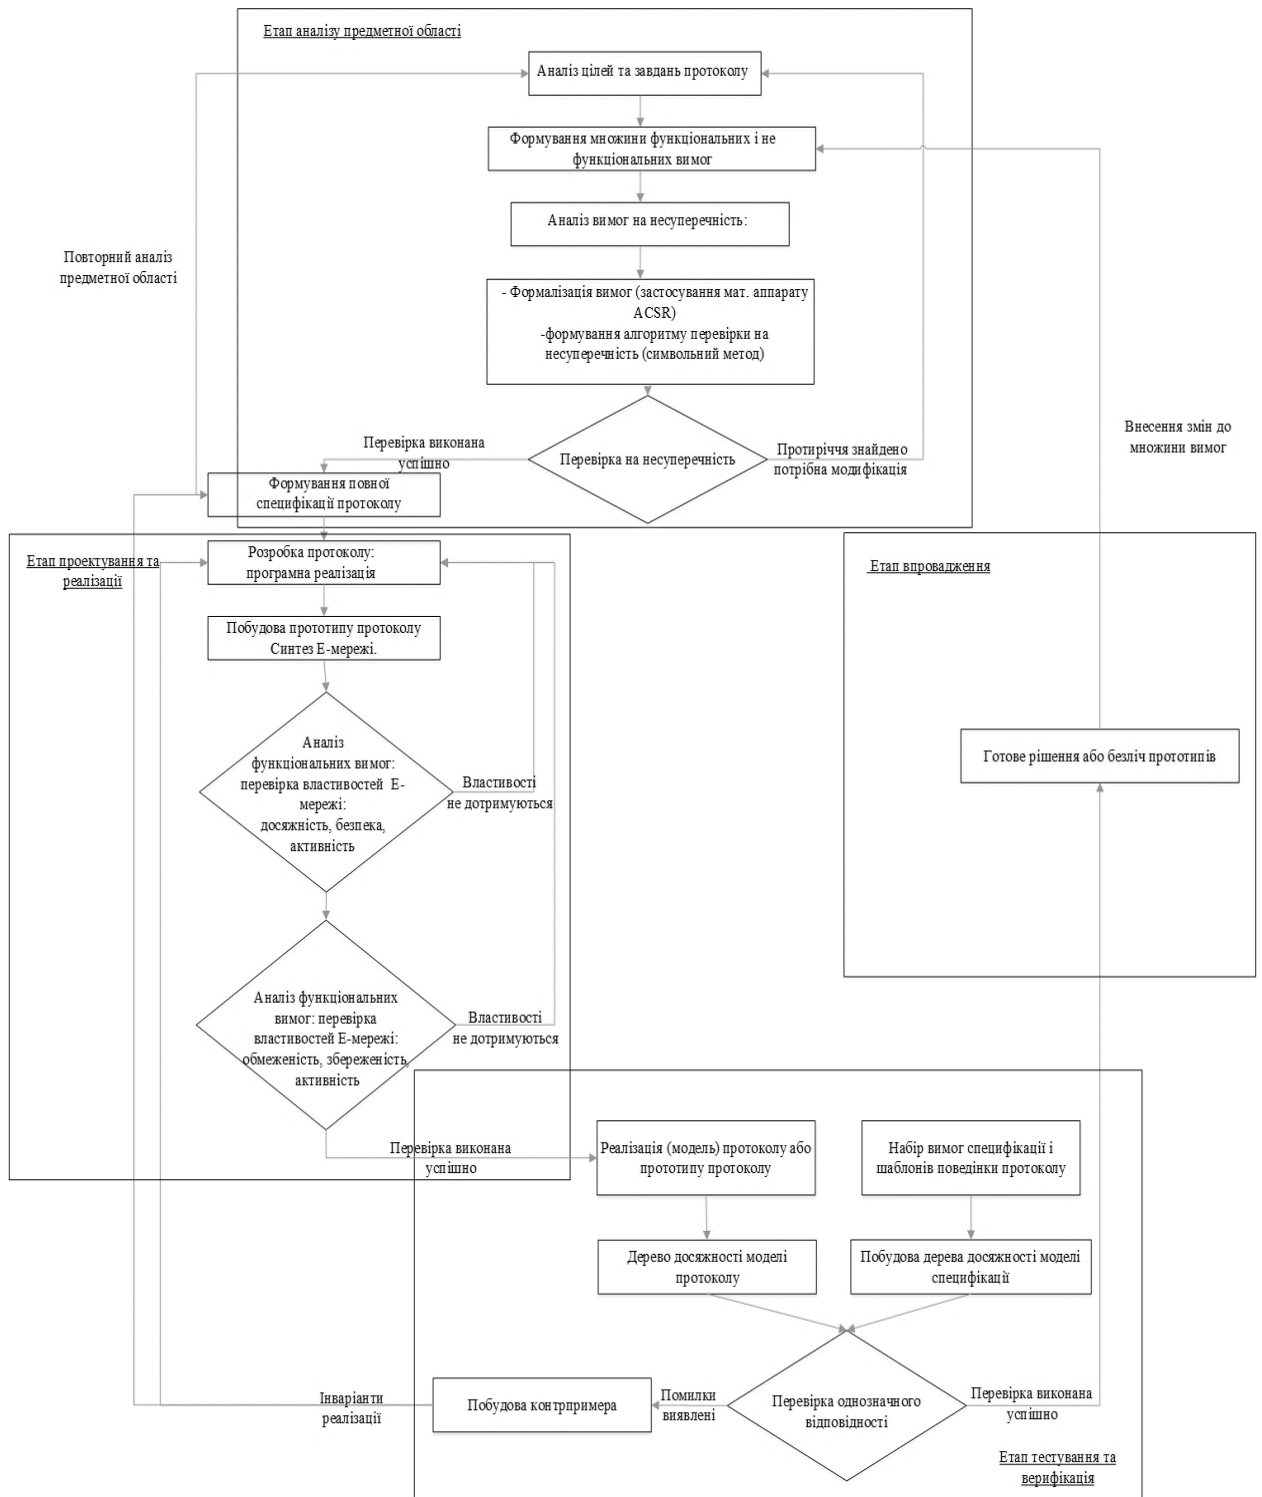 Етап аналізу предметної області
Аналіз цілей та завдань протоколу
Формування множини функціональних і не
функціональних вимог
Аналіз вимог на несуперечність:
Повторний аналіз
предметної області
- Формалізація вимог (застосування мат. аппарату
ACSR)
-формування алгоритму перевірки на
несуперечність (символьний метод)
Перевірка виконана
успішно
Перевірка на несуперечність
Протиріччя знайдено
потрібна модифікація
Внесення змін до
множини вимог
Формування повної
специфікації протоколу
Етап проектування та
реалізації
Розробка протоколу:
програмна реалізація
Етап впровадження
Побудова прототипу протоколу
Синтез Е-мережі.
Аналіз
функціональних вимог:
перевірка властивостей Е-
мережі:
досяжність, безпека,
активність
Властивості
не дотримуються
Готове рішення або безліч прототипів
Аналіз функціональних
вимог: перевірка
властивостей Е-мережі:
обмеженість, збереженість,
активність
Властивості
не дотримуються
Перевірка виконана
успішно
Реалізація (модель) протоколу або
прототипу протоколу
Набір вимог специфікації і
шаблонів поведінки протоколу
Дерево досяжності моделі
протоколу
Побудова дерева досяжності моделі
специфікації
Інваріанти
реалізації
Побудова контрпримера
Помилки
виявлені
Перевірка однозначного
відповідності
Перевірка виконана
успішно
Етап тестування та
верифікація